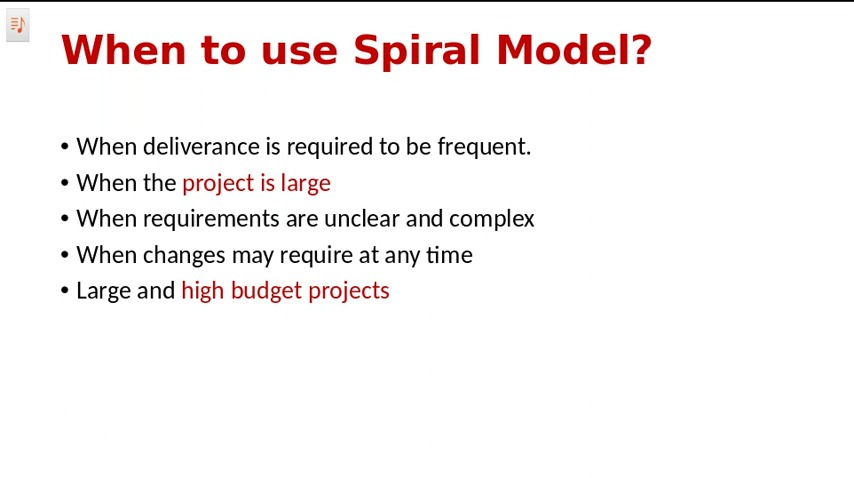 When to use Spiral Model?
• When deliverance is required to be frequent.
• When the project is large
• When requirements are unclear and complex
• When changes may require at any time
• Large and high budget projects